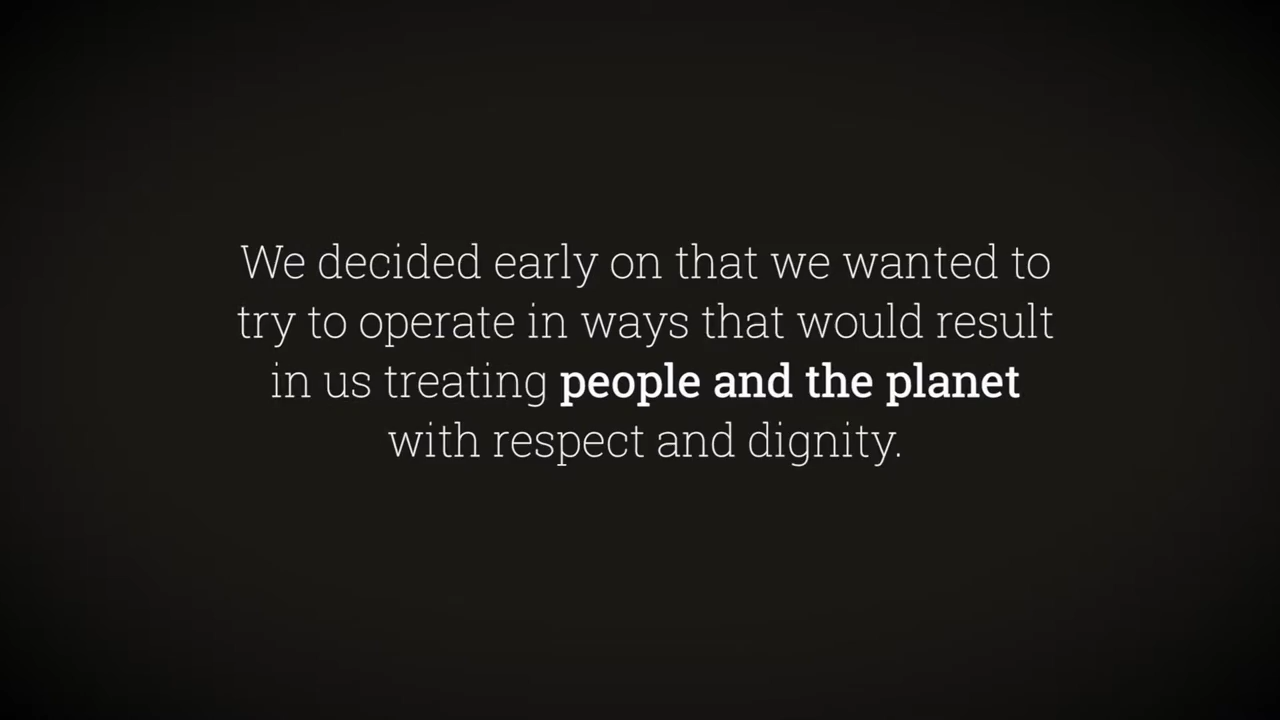 We decided early on that we wanted to
try to operate in ways that would result
in us treating people and the planet
with respect and dignity.